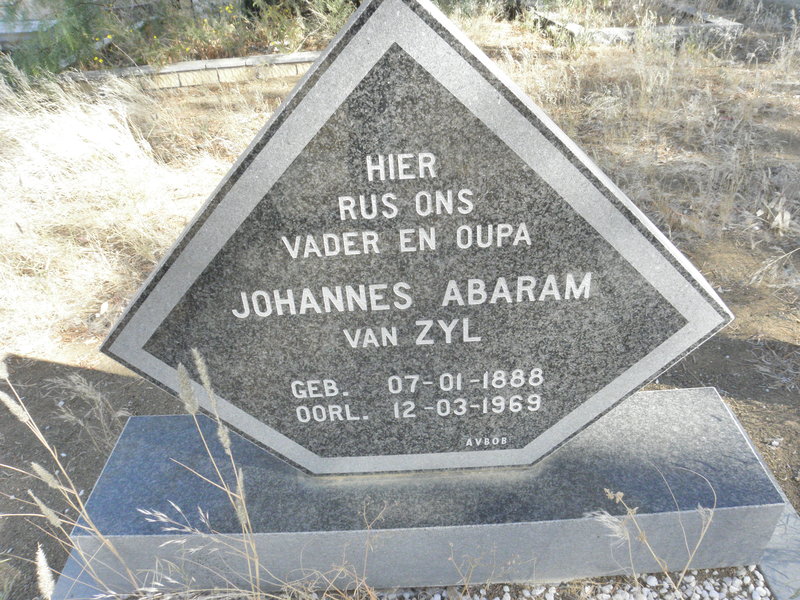 HIER
RUS ONS
VADER EN OUPA
JOHANNES ABARAM
VAN ZYL
GEB. 07-01-1888
OORL. 12-03-1969
AVBOB